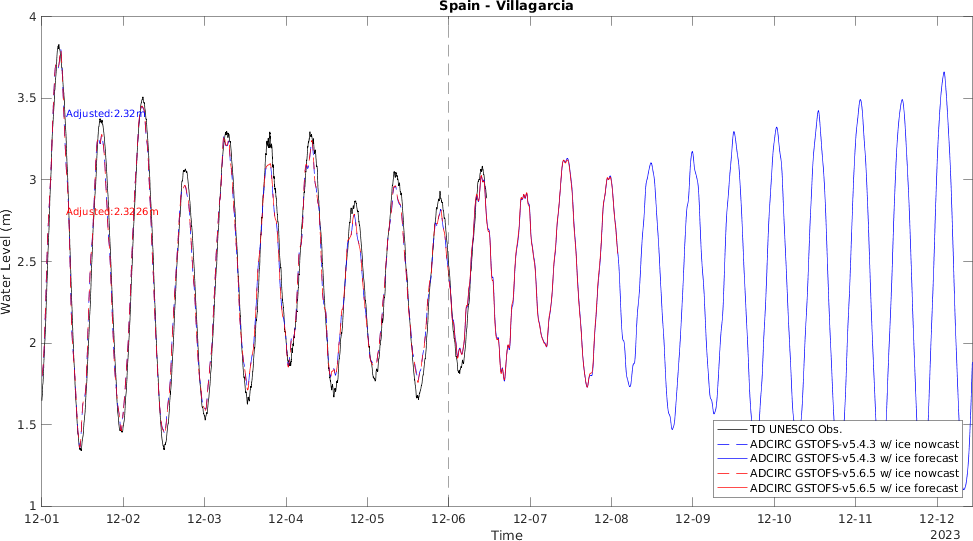 Spain - Villagarcia
4
3.5
3
2.5
2
1.5
1
Water Level (m)
Adjusted:2.32m
Adjusted:2.3226m
TD UNESCO Obs.
ADCIRC GSTOFS-v5.4.3 w/ ice nowcast
ADCIRC GSTOFS-v5.4.3 w/ ice forecast
ADCIRC GSTOFS-v5.6.5 w/ ice nowcast
ADCIRC GSTOFS-v5.6.5 w/ ice forecast
12-01 12-02 12-03 12-04 12-05 12-06 12-07 12-08 12-09 12-10 12-11 12-12
Time
2023